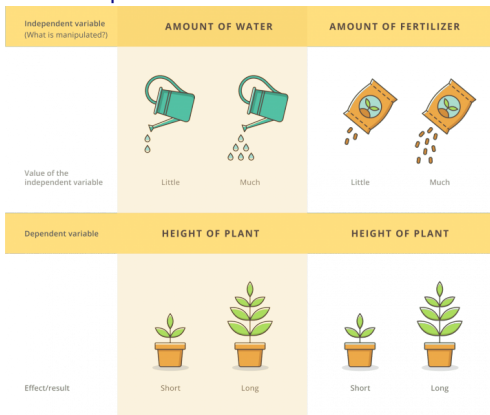 Independent variable
(What is manipulated?)
AMOUNT OF WATER
AMOUNT OF FERTILIZER
Value of the
independent variable
Little
Much
Little
Much
Dependent variable
HEIGHT OF PLANT
HEIGHT OF PLANT
Effect/result
Short
Long
Short
Long